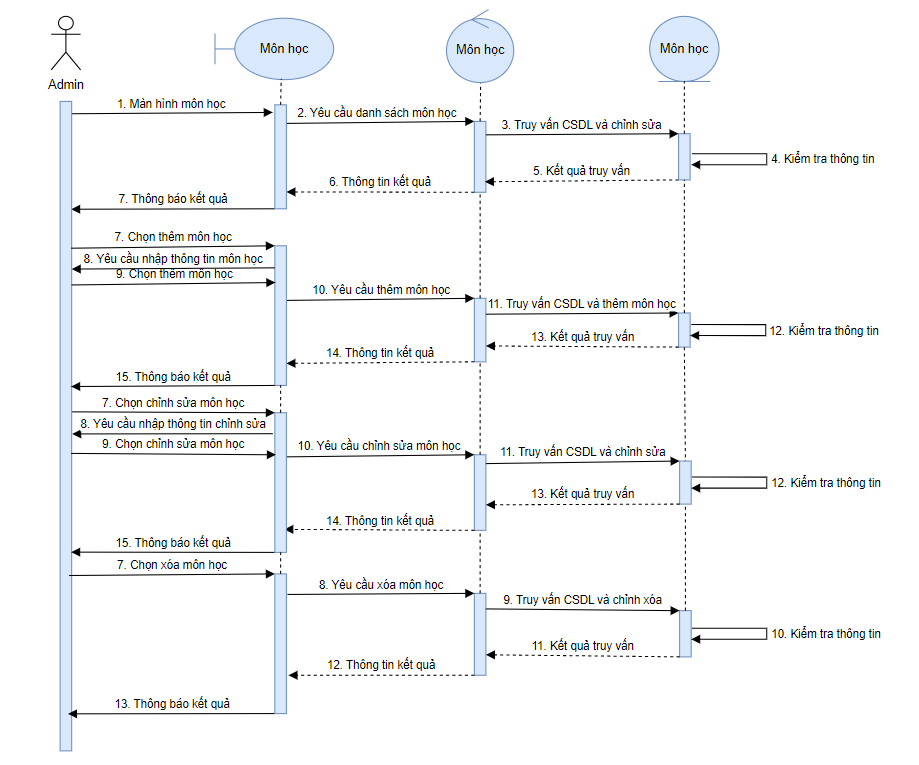 Môn học
Môn học
Môn học
Admin
1. Màn hình môn học
2. Yêu cầu danh sách môn học
3. Truy vấn CSDL và chỉnh sửa
4. Kiểm tra thông tin
5. Kết quả truy vấn
6. Thông tin kết quả
7. Thông báo kết quả
7. Chọn thêm môn học
8. Yêu cầu nhập thông tin môn học
9. Chọn thêm môn học
10. Yêu cầu thêm môn học
11. Truy vấn CSDL và thêm môn học
12. Kiểm tra thông tin
13. Kết quả truy vấn
14. Thông tin kết quả
15. Thông báo kết quả
7. Chọn chỉnh sửa môn học
8. Yêu cầu nhập thông tin chỉnh sửa
9. Chọn chỉnh sửa môn học
10. Yêu cầu chỉnh sửa môn học
11. Truy vấn CSDL và chỉnh sửa
12. Kiểm tra thông tin
13. Kết quả truy vấn
14. Thông tin kết quả
15. Thông báo kết quả
7. Chọn xóa môn học
8. Yêu cầu xóa môn học
9. Truy vấn CSDL và chỉnh xóa
10. Kiểm tra thông tin
11. Kết quả truy vấn
12. Thông tin kết quả
13. Thông báo kết quả